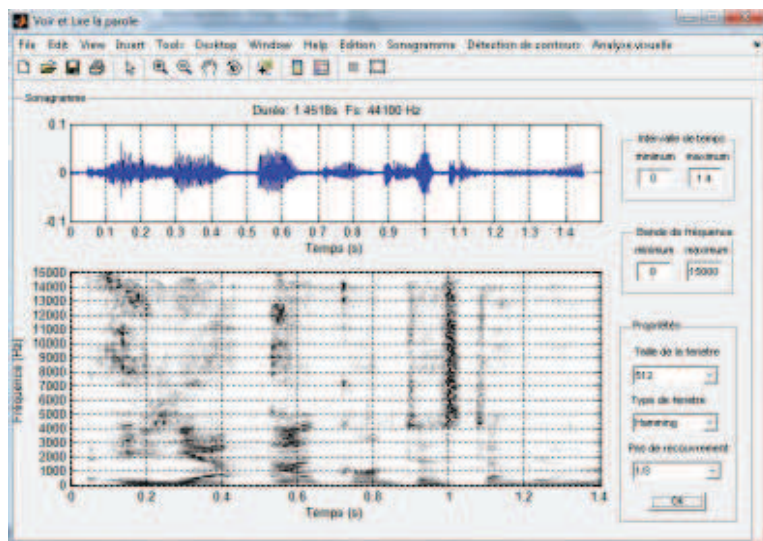 Voir et Lire la parole
File Edit View Insert Tools Desktop Window Help Edition Sonagramme Détection de contours Analyse visuelle
Sonagramme
Durée: 1.4518s Fs: 44100 Hz
0.1
0
-0.1
0 0.1 0.2 0.3 0.4 0.5 0.6 0.7 0.8 0.9 1 1.1 1.2 1.3 1.4
Temps (s)
Intervalle de temps
minimum maximum
0 1.4
Bande de fréquence
minimum maximum
0 15000
15000
14000
13000
12000
11000
10000
9000
8000
7000
6000
5000
4000
3000
2000
1000
0
Fréquence (Hz)
0 0.2 0.4 0.6 0.8 1 1.2 1.4
Temps (s)
Propriétés
Taille de la fenêtre
512
Type de fenêtre
Hamming
Pas de recouvrement
Ok